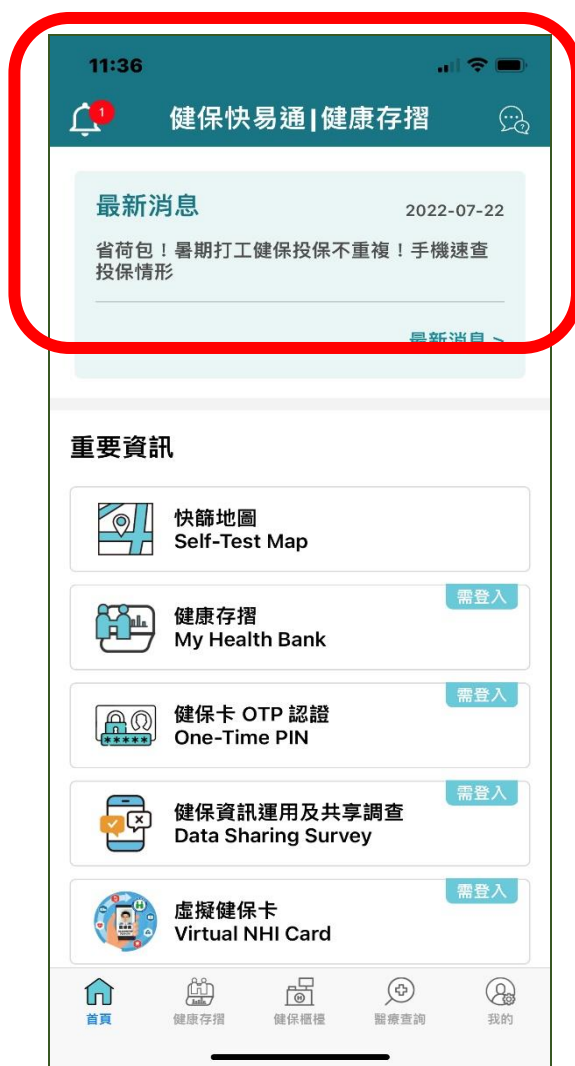 11:36
1
健保快易通|健康存摺
最新消息
2022-07-22
省荷包！暑期打工健保投保不重複！手機速查
投保情形
最新消息 >
重要資訊
快篩地圖
Self-Test Map
需登入
健康存摺
My Health Bank
需登入
健保卡 OTP 認證
One-Time PIN
需登入
健保資訊運用及共享調查
Data Sharing Survey
需登入
虛擬健保卡
Virtual NHI Card
首頁
健康存摺
健保櫃檯
醫療查詢
我的